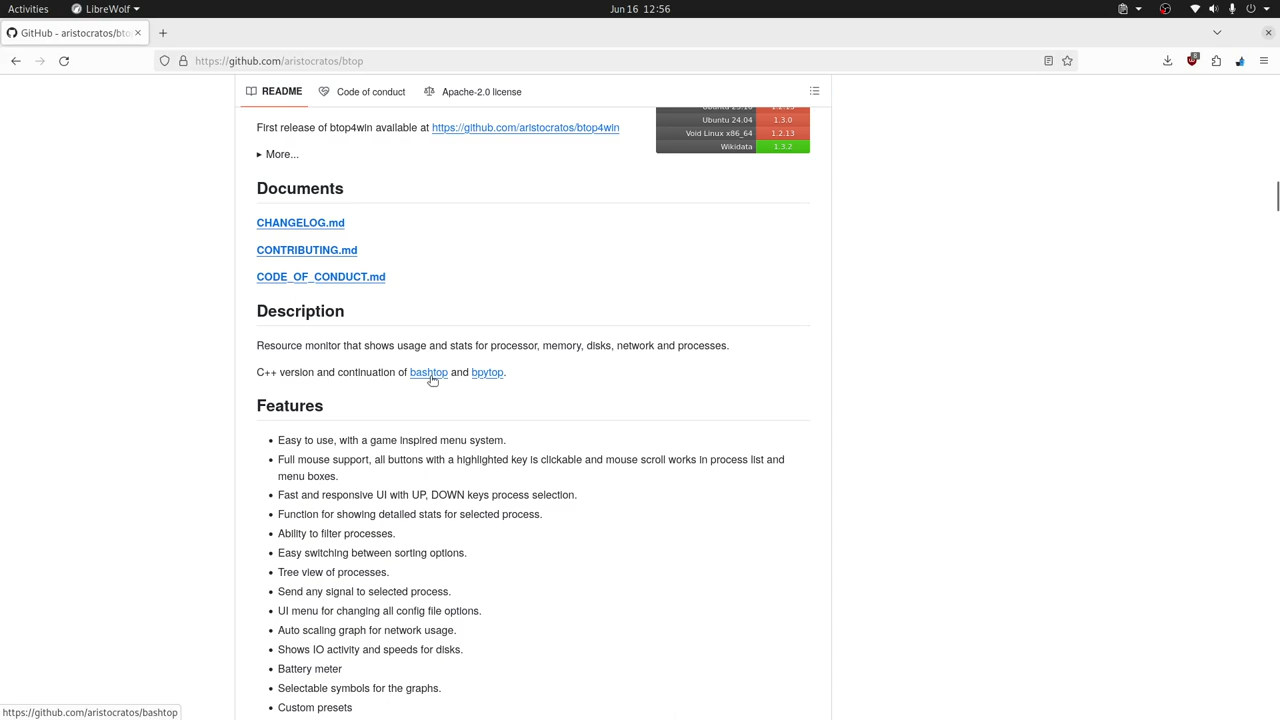 Activities
LibreWolf
Jun 16 12:56
GitHub - aristocratos/bto
https://github.com/aristocratos/btop
6
README
Code of conduct
Apache-2.0 license
Ubuntu 24.04 1.3.0
Void Linux x86_64 1.2.13
Wikidata 1.3.2
First release of btop4win available at https://github.com/aristocratos/btop4win
More...
Documents
CHANGELOG.md
CONTRIBUTING.md
CODE_OF_CONDUCT.md
Description
Resource monitor that shows usage and stats for processor, memory, disks, network and processes.
C++ version and continuation of bashtop and bpytop.
Features
• Easy to use, with a game inspired menu system.
• Full mouse support, all buttons with a highlighted key is clickable and mouse scroll works in process list and
menu boxes.
• Fast and responsive UI with UP, DOWN keys process selection.
• Function for showing detailed stats for selected process.
• Ability to filter processes.
• Easy switching between sorting options.
• Tree view of processes.
• Send any signal to selected process.
• UI menu for changing all config file options.
• Auto scaling graph for network usage.
• Shows IO activity and speeds for disks.
• Battery meter
• Selectable symbols for the graphs.
• Custom presets
https://github.com/aristocratos/bashtop